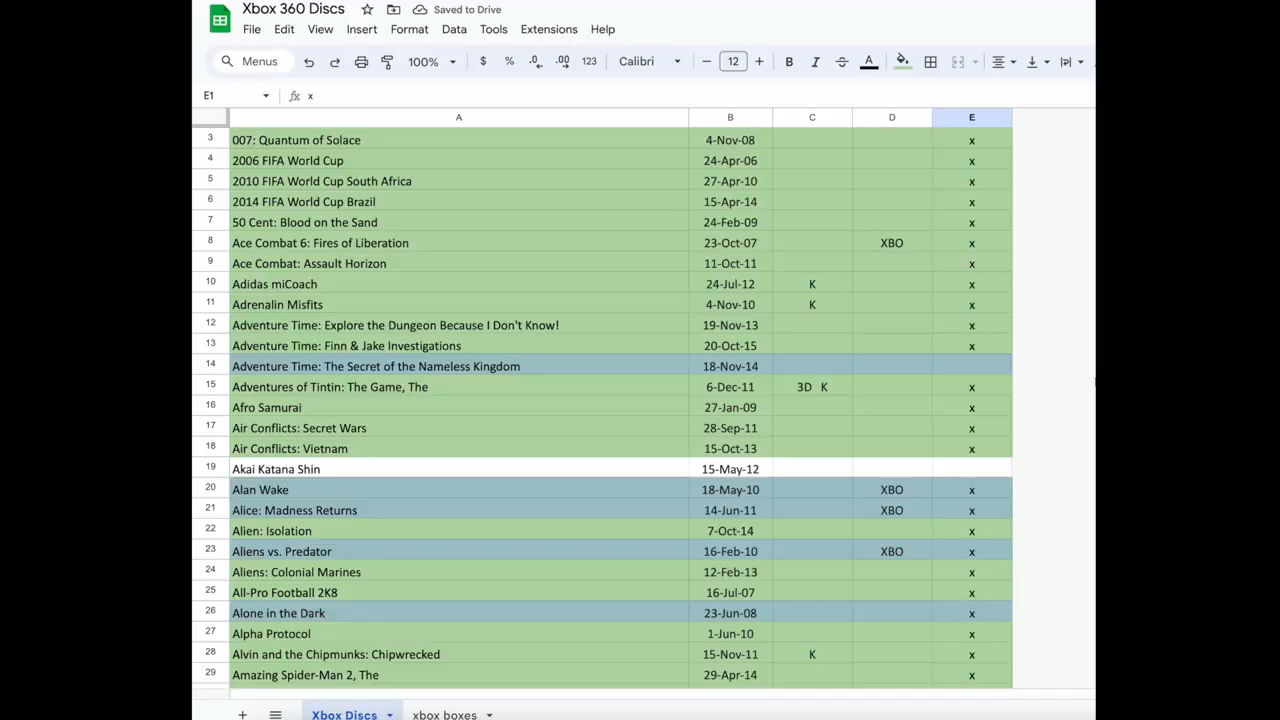 Xbox 360 Discs Saved to Drive
File Edit View Insert Format Data Tools Extensions Help
Menus 100% $ % .0 .00 123 Calibri 12 B I S A
E1 fx x
A B C D E
3 007: Quantum of Solace 4-Nov-08 x
4 2006 FIFA World Cup 24-Apr-06 x
5 2010 FIFA World Cup South Africa 27-Apr-10 x
6 2014 FIFA World Cup Brazil 15-Apr-14 x
7 50 Cent: Blood on the Sand 24-Feb-09 x
8 Ace Combat 6: Fires of Liberation 23-Oct-07 XBO x
9 Ace Combat: Assault Horizon 11-Oct-11 x
10 Adidas miCoach 24-Jul-12 K x
11 Adrenalin Misfits 4-Nov-10 K x
12 Adventure Time: Explore the Dungeon Because I Don't Know! 19-Nov-13 x
13 Adventure Time: Finn & Jake Investigations 20-Oct-15 x
14 Adventure Time: The Secret of the Nameless Kingdom 18-Nov-14
15 Adventures of Tintin: The Game, The 6-Dec-11 3D K x
16 Afro Samurai 27-Jan-09 x
17 Air Conflicts: Secret Wars 28-Sep-11 x
18 Air Conflicts: Vietnam 15-Oct-13 x
19 Akai Katana Shin 15-May-12
20 Alan Wake 18-May-10 XBO x
21 Alice: Madness Returns 14-Jun-11 XBO x
22 Alien: Isolation 7-Oct-14 x
23 Aliens vs. Predator 16-Feb-10 XBO x
24 Aliens: Colonial Marines 12-Feb-13 x
25 All-Pro Football 2K8 16-Jul-07 x
26 Alone in the Dark 23-Jun-08 x
27 Alpha Protocol 1-Jun-10 x
28 Alvin and the Chipmunks: Chipwrecked 15-Nov-11 K x
29 Amazing Spider-Man 2, The 29-Apr-14 x
Xbox Discs xbox boxes